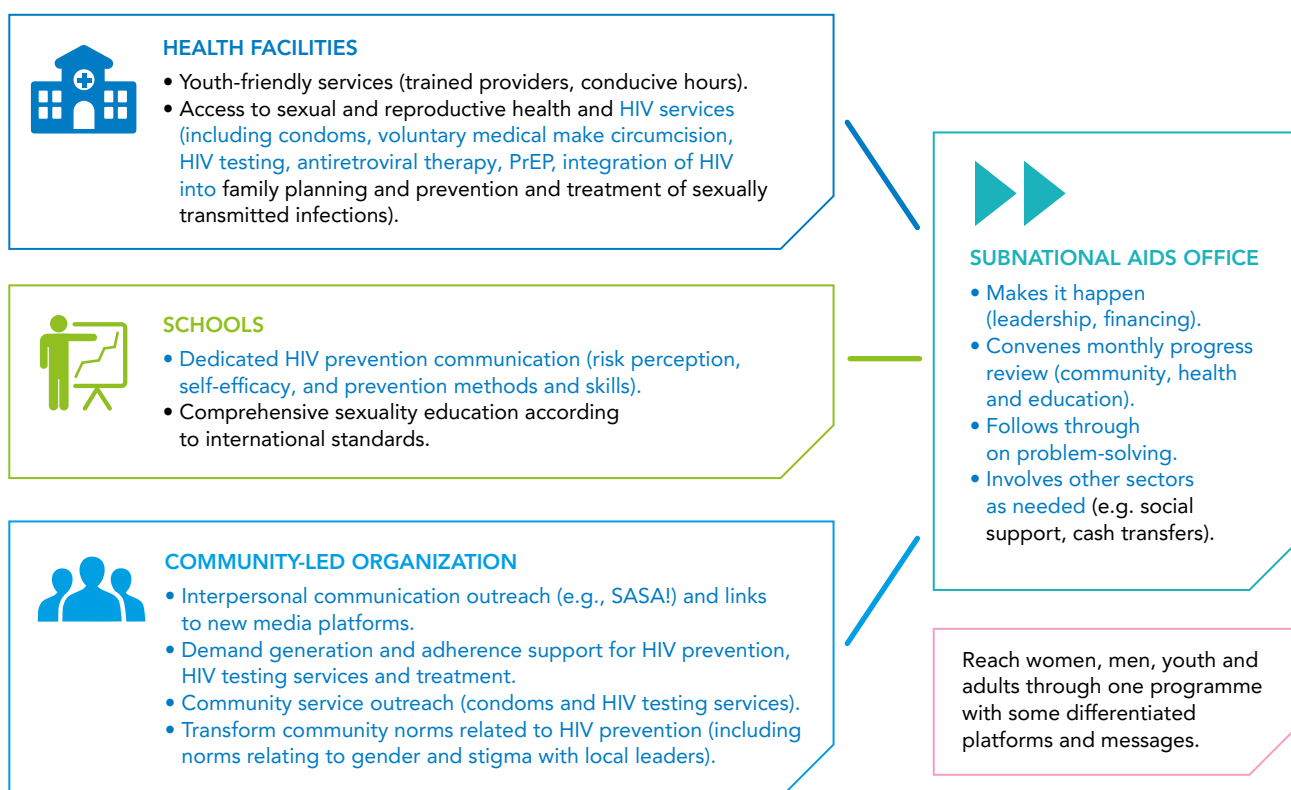 HEALTH FACILITIES
• Youth-friendly services (trained providers, conducive hours).
• Access to sexual and reproductive health and HIV services
(including condoms, voluntary medical make circumcision,
HIV testing, antiretroviral therapy, PrEP, integration of HIV
into family planning and prevention and treatment of sexually
transmitted infections).
SCHOOLS
• Dedicated HIV prevention communication (risk perception,
self-efficacy, and prevention methods and skills).
• Comprehensive sexuality education according
to international standards.
COMMUNITY-LED ORGANIZATION
• Interpersonal communication outreach (e.g., SASA!) and links
to new media platforms.
• Demand generation and adherence support for HIV prevention,
HIV testing services and treatment.
• Community service outreach (condoms and HIV testing services).
• Transform community norms related to HIV prevention (including
norms relating to gender and stigma with local leaders).
SUBNATIONAL AIDS OFFICE
• Makes it happen
(leadership, financing).
• Convenes monthly progress
review (community, health
and education).
• Follows through
on problem-solving.
• Involves other sectors
as needed (e.g. social
support, cash transfers).
Reach women, men, youth and
adults through one programme
with some differentiated
platforms and messages.